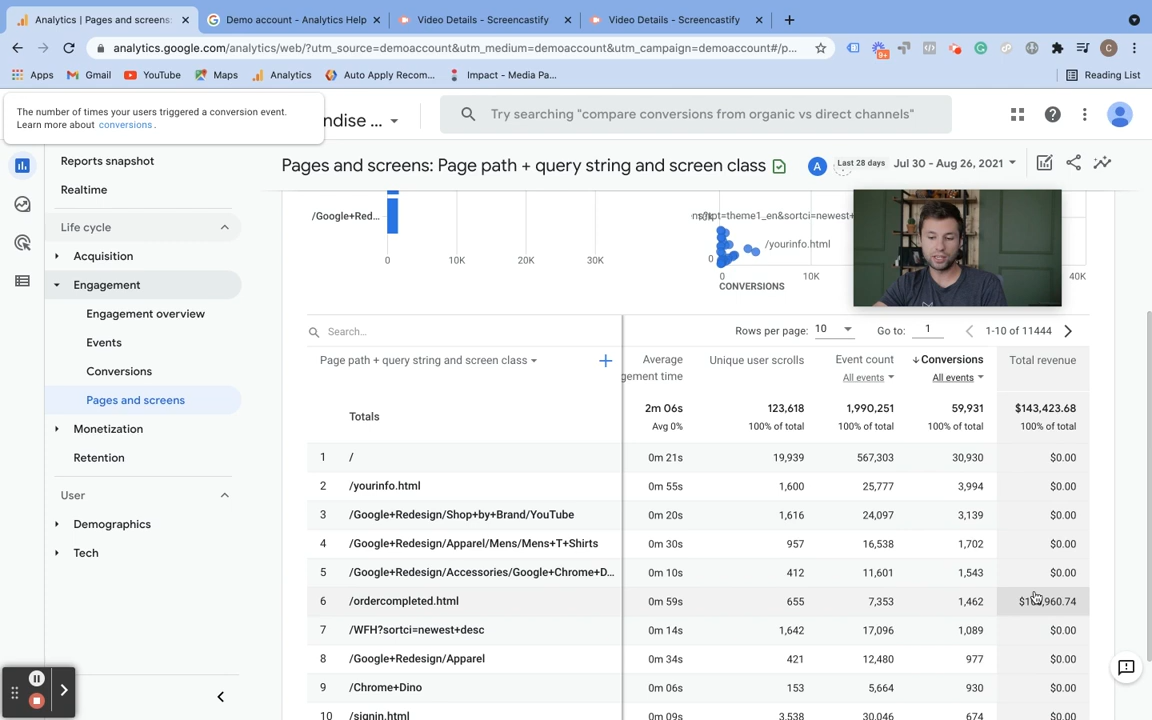 Analytics | Pages and screens:
Demo account - Analytics Help
Video Details - Screencastify
Video Details - Screencastify
analytics.google.com/analytics/web/?utm_source=demoaccount&utm_medium=demoaccount&utm_campaign=demoaccount#/p...
9+
C
Apps
Gmail
YouTube
Maps
Analytics
Auto Apply Recom...
Impact - Media Pa...
Reading List
The number of times your users triggered a conversion event.
Learn more about conversions .
ndise ...
Try searching "compare conversions from organic vs direct channels"
Reports snapshot
Realtime
Life cycle
Acquisition
Engagement
Engagement overview
Events
Conversions
Pages and screens
Monetization
Retention
User
Demographics
Tech
Pages and screens: Page path + query string and screen class
A
Last 28 days
Jul 30 - Aug 26, 2021
/Google+Red...
0
10K
20K
30K
=theme1_en&sortci=newest+
/yourinfo.html
0
0
10K
40K
CONVERSIONS
Search...
Rows per page: 10
Go to: 1
1-10 of 11444
Page path + query string and screen class
Average
gement time
Unique user scrolls
Event count
All events
Conversions
All events
Total revenue
Totals
2m 06s
Avg 0%
123,618
100% of total
1,990,251
100% of total
59,931
100% of total
$143,423.68
100% of total
1 / 0m 21s 19,939 567,303 30,930 $0.00
2 /yourinfo.html 0m 55s 1,600 25,777 3,994 $0.00
3 /Google+Redesign/Shop+by+Brand/YouTube 0m 20s 1,616 24,097 3,139 $0.00
4 /Google+Redesign/Apparel/Mens/Mens+T+Shirts 0m 30s 957 16,538 1,702 $0.00
5 /Google+Redesign/Accessories/Google+Chrome+D... 0m 10s 412 11,601 1,543 $0.00
6 /ordercompleted.html 0m 59s 655 7,353 1,462
7 /WFH?sortci=newest+desc 0m 14s 1,642 17,096 1,089 $0.00
8 /Google+Redesign/Apparel 0m 34s 421 12,480 977 $0.00
9 /Chrome+Dino 0m 06s 153 5,664 930 $0.00
10 /signin.html 0m 09s 3,538 30,046 674 $0.00